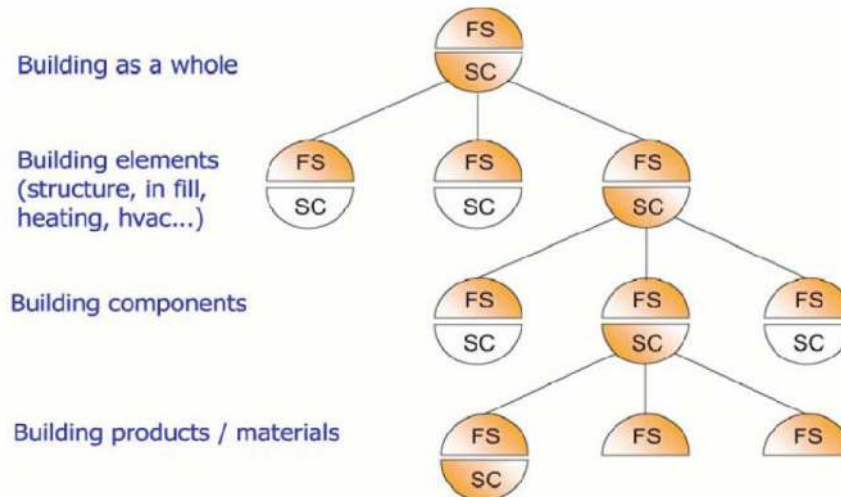 FS
Building as a whole
SC
Building elements
(structure, in fill,
heating, hvac...)
FS FS FS
SC SC SC
Building components
FS FS FS
SC SC SC
Building products / materials
FS FS FS
SC